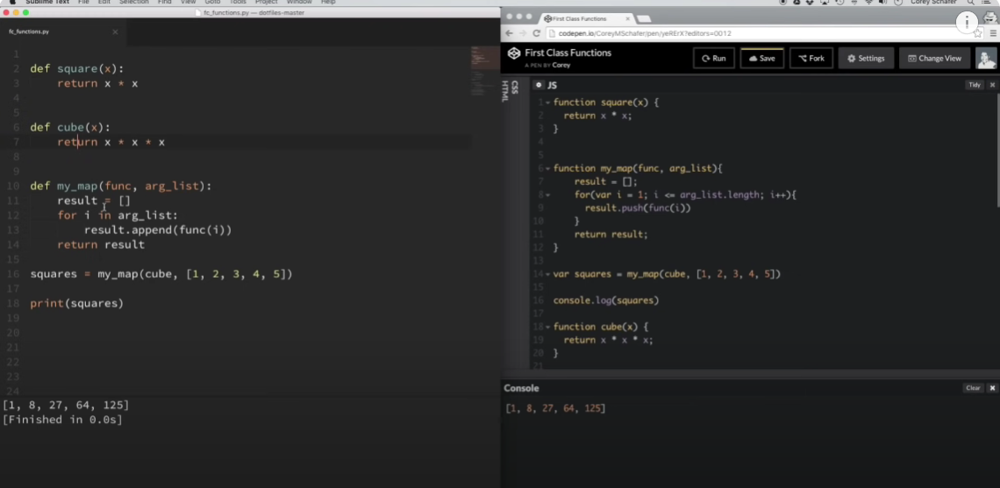 Sublime Text File Edit Selection Find View Goto Tools Project Window Help
Corey Schafer
fc_functions.py — dotfiles-master
fc_functions.py
1
2 def square(x):
3 return x * x
4
5
6 def cube(x):
7 return x * x * x
8
9
10 def my_map(func, arg_list):
11 result = []
12 for i in arg_list:
13 result.append(func(i))
14 return result
15
16 squares = my_map(cube, [1, 2, 3, 4, 5])
17
18 print(squares)
19
20
21
22
23
24
[1, 8, 27, 64, 125]
[Finished in 0.0s]
First Class Functions
codepen.io/CoreyMSchafer/pen/yeRErX?editors=0012
First Class Functions
A PEN BY Corey
Run
Save
Fork
Settings
Change View
HTML
CSS
JS
Tidy
1 function square(x) {
2 return x * x;
3 }
4
5
6 function my_map(func, arg_list){
7 result = [];
8 for(var i = 1; i <= arg_list.length; i++){
9 result.push(func(i))
10 }
11 return result;
12 }
13
14 var squares = my_map(cube, [1, 2, 3, 4, 5])
15
16 console.log(squares)
17
18 function cube(x) {
19 return x * x * x;
20 }
21
Console
Clear
[1, 8, 27, 64, 125]